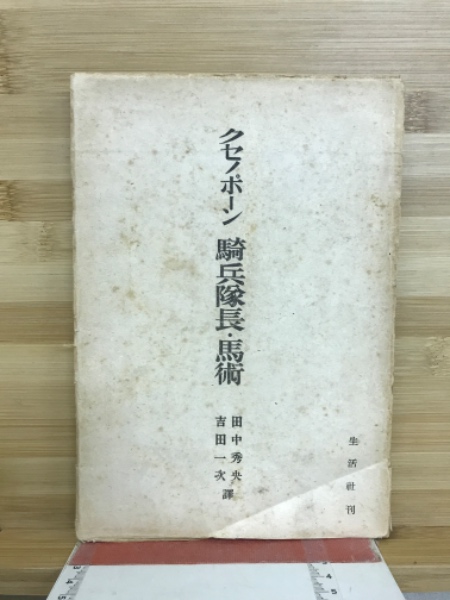 クセノポーン 騎兵隊長・馬術
田中秀央
吉田一次 譯
生活社刊